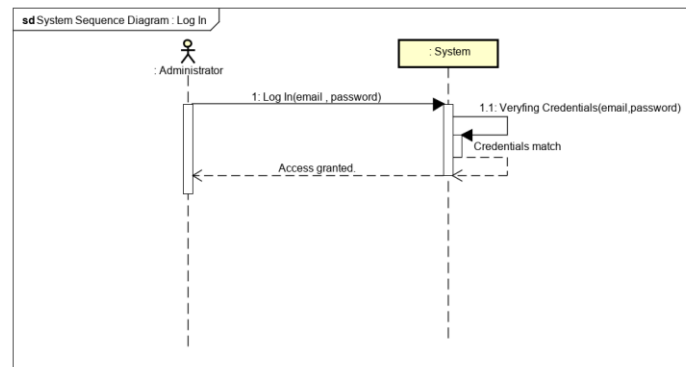 sd System Sequence Diagram : Log In
: Administrator
: System
1: Log In(email , password)
1.1: Veryfing Credentials(email,password)
Credentials match
Access granted.